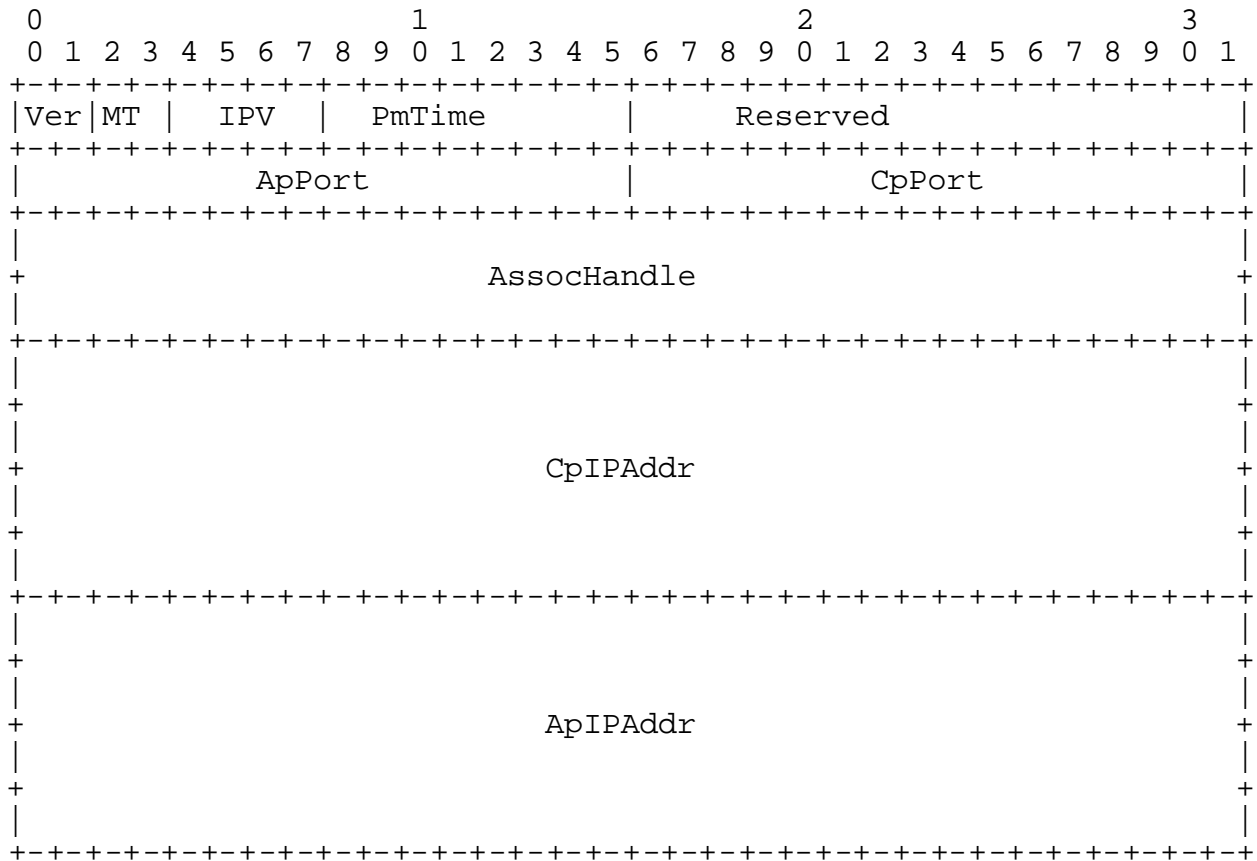 0                   1                   2                   3
 0 1 2 3 4 5 6 7 8 9 0 1 2 3 4 5 6 7 8 9 0 1 2 3 4 5 6 7 8 9 0 1
+-+-+-+-+-+-+-+-+-+-+-+-+-+-+-+-+-+-+-+-+-+-+-+-+-+-+-+-+-+-+-+-+
|Ver|MT |  IPV  |  PmTime       |     Reserved                  |
+-+-+-+-+-+-+-+-+-+-+-+-+-+-+-+-+-+-+-+-+-+-+-+-+-+-+-+-+-+-+-+-+
|            ApPort             |            CpPort             |
+-+-+-+-+-+-+-+-+-+-+-+-+-+-+-+-+-+-+-+-+-+-+-+-+-+-+-+-+-+-+-+-+
|                                                               |
+                        AssocHandle                            +
|                                                               |
+-+-+-+-+-+-+-+-+-+-+-+-+-+-+-+-+-+-+-+-+-+-+-+-+-+-+-+-+-+-+-+-+
|                                                               |
+                                                               +
|                                                               |
+                           CpIPAddr                            +
|                                                               |
+                                                               +
|                                                               |
+-+-+-+-+-+-+-+-+-+-+-+-+-+-+-+-+-+-+-+-+-+-+-+-+-+-+-+-+-+-+-+-+
|                                                               |
+                                                               +
|                                                               |
+                           ApIPAddr                            +
|                                                               |
+                                                               +
|                                                               |
+-+-+-+-+-+-+-+-+-+-+-+-+-+-+-+-+-+-+-+-+-+-+-+-+-+-+-+-+-+-+-+-+